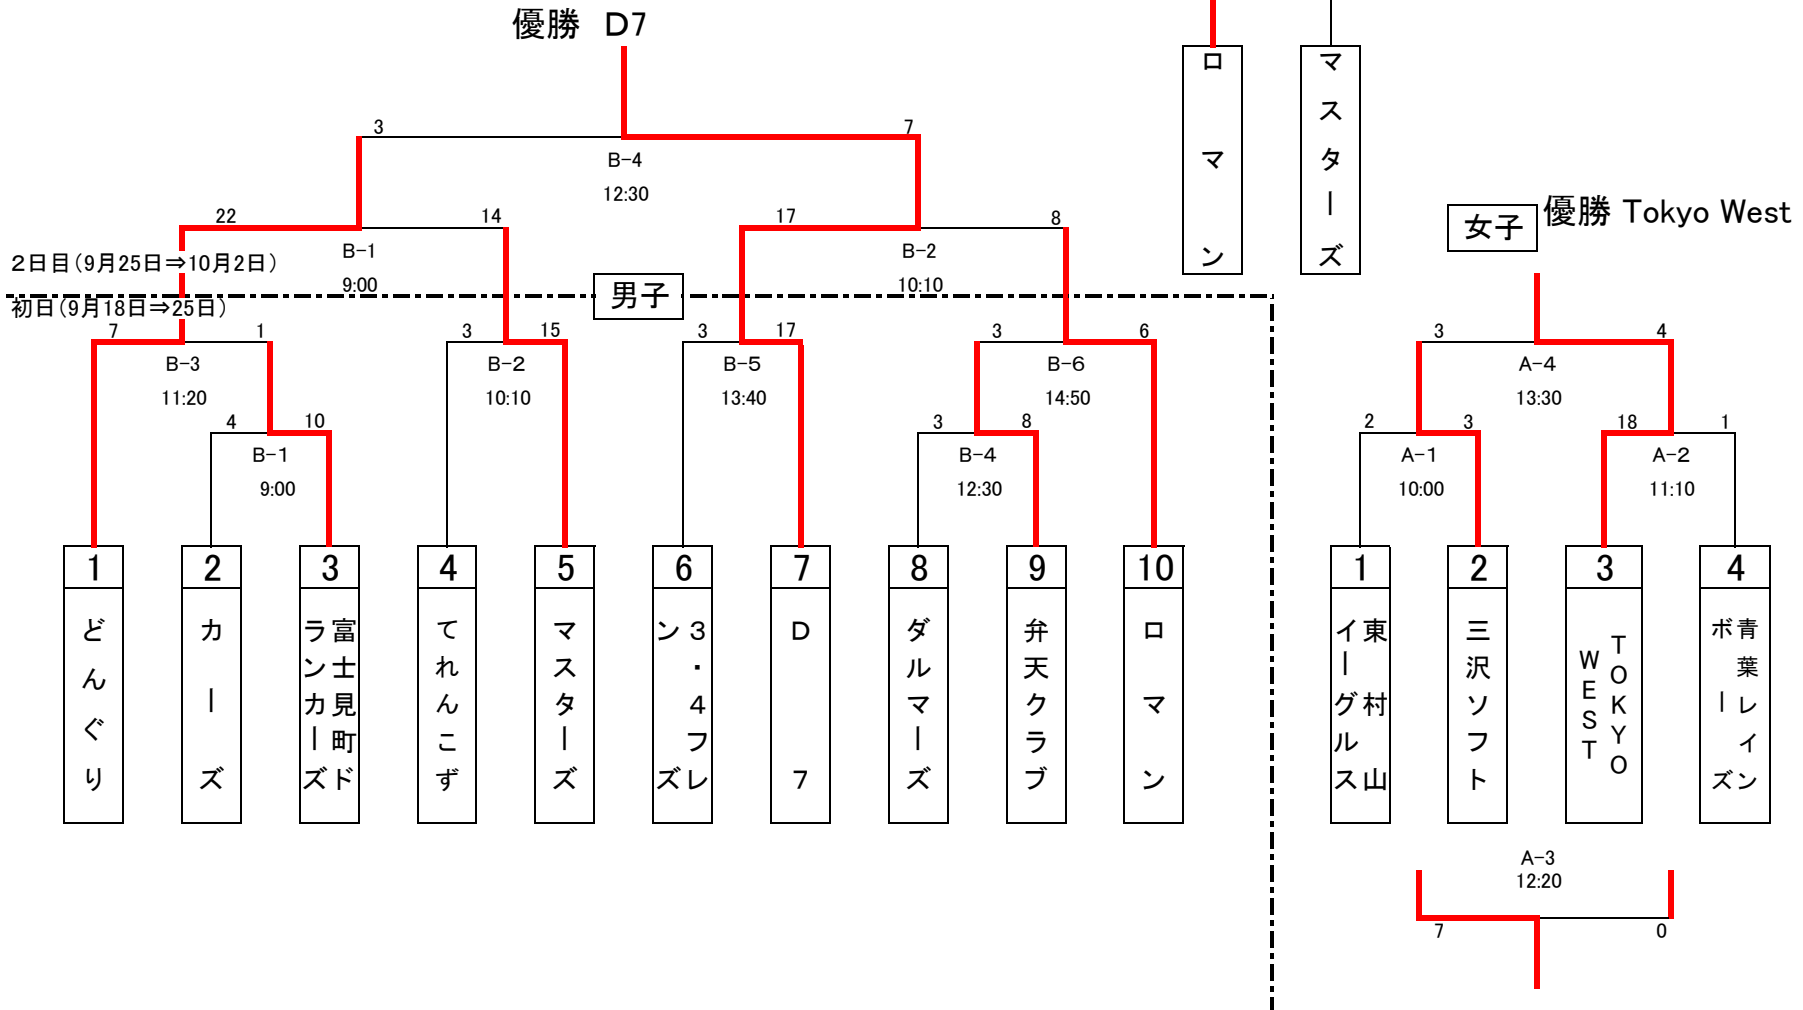 優勝 D7
ロマン
マスターズ
3
7
B-4
12:30
女子
優勝 Tokyo West
22
14
17
8
B-1
9:00
B-2
10:10
2日目(9月25日⇒10月2日)
男子
初日(9月18日⇒25日)
7
1
3
15
3
17
3
6
3
4
B-3
11:20
B-2
10:10
B-5
13:40
B-6
14:50
A-4
13:30
4
10
3
8
2
3
18
1
B-1
9:00
B-4
12:30
A-1
10:00
A-2
11:10
1
2
3
4
5
6
7
8
9
10
1
2
3
4
どんぐり
カーズ
富士見町ド
ランカーズ
てれんこず
マスターズ
3・4フレ
ンズ
D7
ダルマーズ
弁天クラブ
ロマン
東村山
イーグルス
三沢ソフト
TOKYO
WEST
青葉レイン
ボーズ
A-3
12:20
7
0